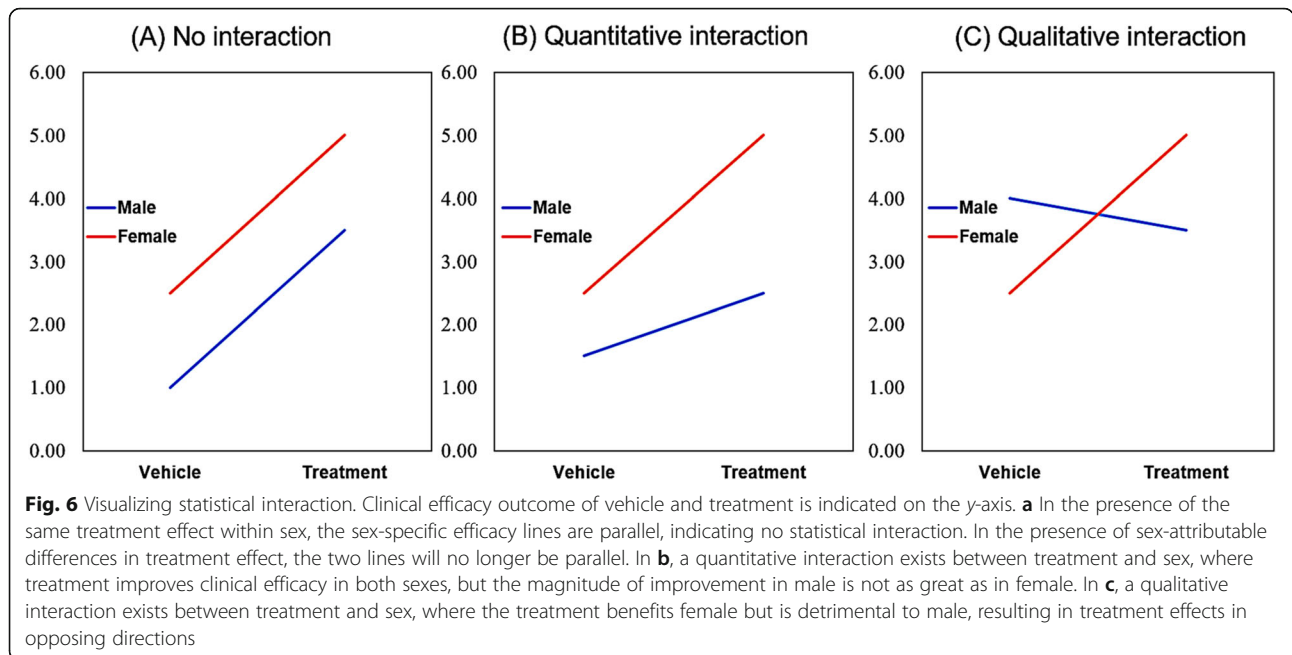 (A) No interaction
(B) Quantitative interaction
(C) Qualitative interaction
6.00
5.00
4.00
3.00
2.00
1.00
0.00
Male
Female
Vehicle
Treatment
6.00
5.00
4.00
3.00
2.00
1.00
0.00
Male
Female
Vehicle
Treatment
6.00
5.00
4.00
3.00
2.00
1.00
0.00
Male
Female
Vehicle
Treatment
Fig. 6 Visualizing statistical interaction. Clinical efficacy outcome of vehicle and treatment is indicated on the y-axis. a In the presence of the
same treatment effect within sex, the sex-specific efficacy lines are parallel, indicating no statistical interaction. In the presence of sex-attributable
differences in treatment effect, the two lines will no longer be parallel. In b, a quantitative interaction exists between treatment and sex, where
treatment improves clinical efficacy in both sexes, but the magnitude of improvement in male is not as great as in female. In c, a qualitative
interaction exists between treatment and sex, where the treatment benefits female but is detrimental to male, resulting in treatment effects in
opposing directions